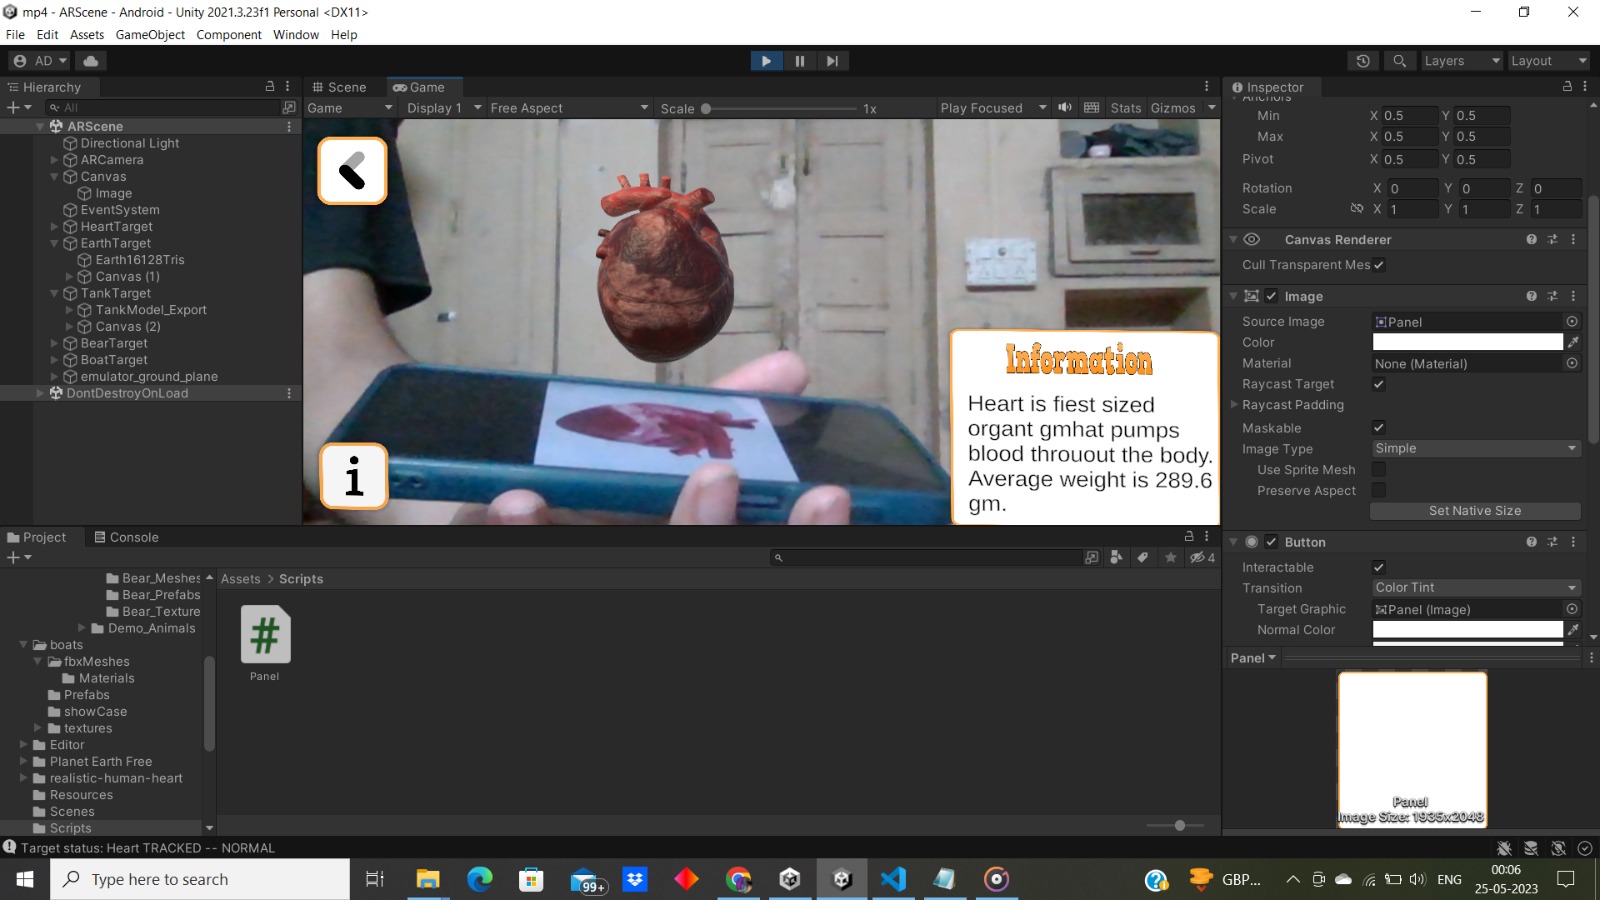 mp4 - ARScene - Android - Unity 2021.3.23f1 Personal <DX11>
File Edit Assets GameObject Component Window Help
AD Layers Layout
Hierarchy
All
ARScene
Directional Light
ARCamera
Canvas
Image
EventSystem
HeartTarget
EarthTarget
Earth16128Tris
Canvas (1)
TankTarget
TankModel_Export
Canvas (2)
BearTarget
BoatTarget
emulator_ground_plane
DontDestroyOnLoad
Scene Game
Game Display 1 Free Aspect Scale 1x Play Focused Stats Gizmos
i
Information
Heart is fiest sized
organt gmhat pumps
blood throuout the body.
Average weight is 289.6
gm.
Inspector
Anchors
Min X 0.5 Y 0.5
Max X 0.5 Y 0.5
Pivot X 0.5 Y 0.5
Rotation X 0 Y 0 Z 0
Scale X 1 Y 1 Z 1
Canvas Renderer
Cull Transparent Mes
Image
Source Image Panel
Color
Material None (Material)
Raycast Target
Raycast Padding
Maskable
Image Type Simple
Use Sprite Mesh
Preserve Aspect
Set Native Size
Button
Interactable
Transition Color Tint
Target Graphic Panel (Image)
Normal Color
Panel
Panel
Image Size: 1935x2048
Project Console
4
Bear_Meshes
Bear_Prefabs
Bear_Texture
Demo_Animals
boats
fbxMeshes
Materials
Prefabs
showCase
textures
Editor
Planet Earth Free
realistic-human-heart
Resources
Scenes
Scripts
Assets > Scripts
#
Panel
Target status: Heart TRACKED -- NORMAL
Type here to search
99+
GBP...
ENG
00:06
25-05-2023